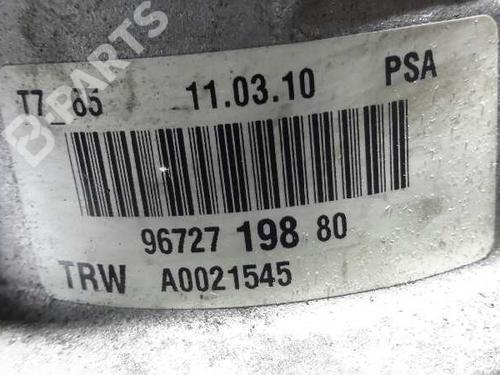 B-PARTS
T7_65 11.03.10 PSA
96727 198 80
TRW A0021545